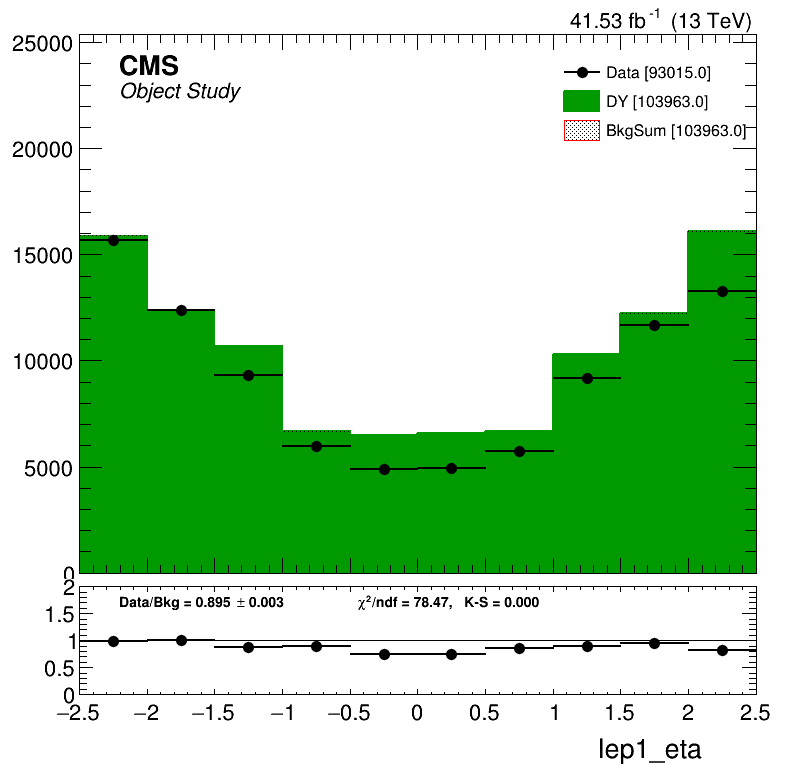 41.53 fb⁻¹ (13 TeV)
25000
CMS
Object Study
Data [93015.0]
DY [103963.0]
BkgSum [103963.0]
20000
15000
10000
5000
0
2
Data/Bkg = 0.895 ± 0.003 χ²/ndf = 78.47, K-S = 0.000
1.5
1
0.5
0
−2.5 −2 −1.5 −1 −0.5 0 0.5 1 1.5 2 2.5
lep1_eta